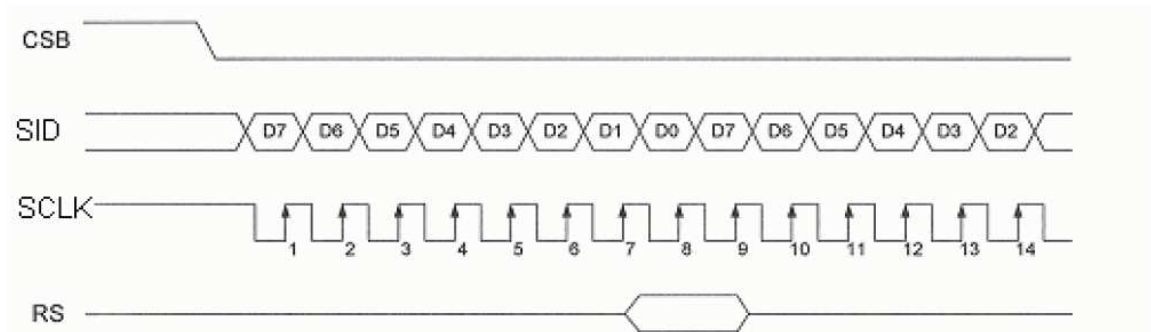 CSB
SID D7 D6 D5 D4 D3 D2 D1 D0 D7 D6 D5 D4 D3 D2
SCLK
1 2 3 4 5 6 7 8 9 10 11 12 13 14
RS